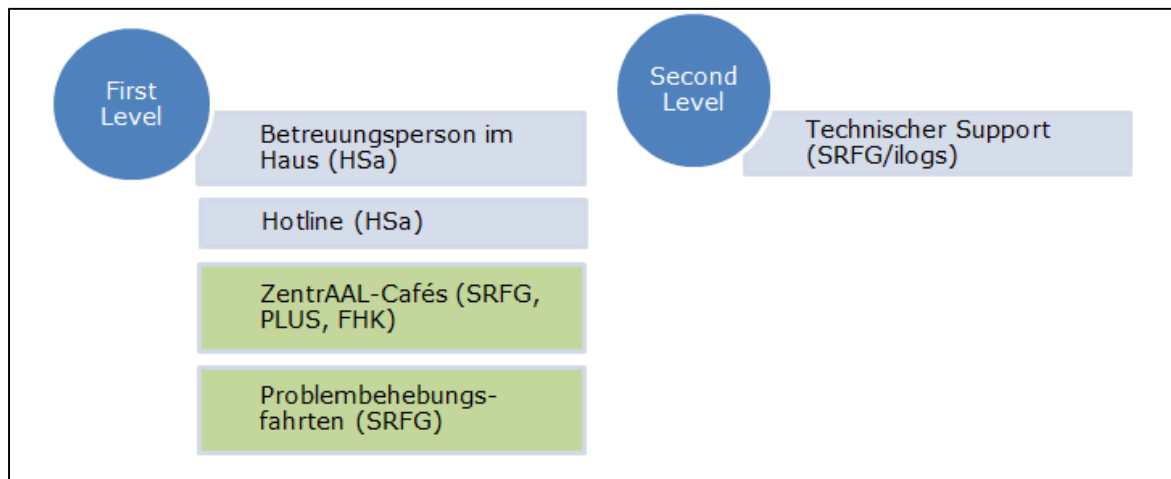 First
Level
Betreuungsperson im
Haus (HSa)
Hotline (HSa)
ZentrAAL-Cafés (SRFG,
PLUS, FHK)
Problembehebungs-
fahrten (SRFG)
Second
Level
Technischer Support
(SRFG/ilogs)